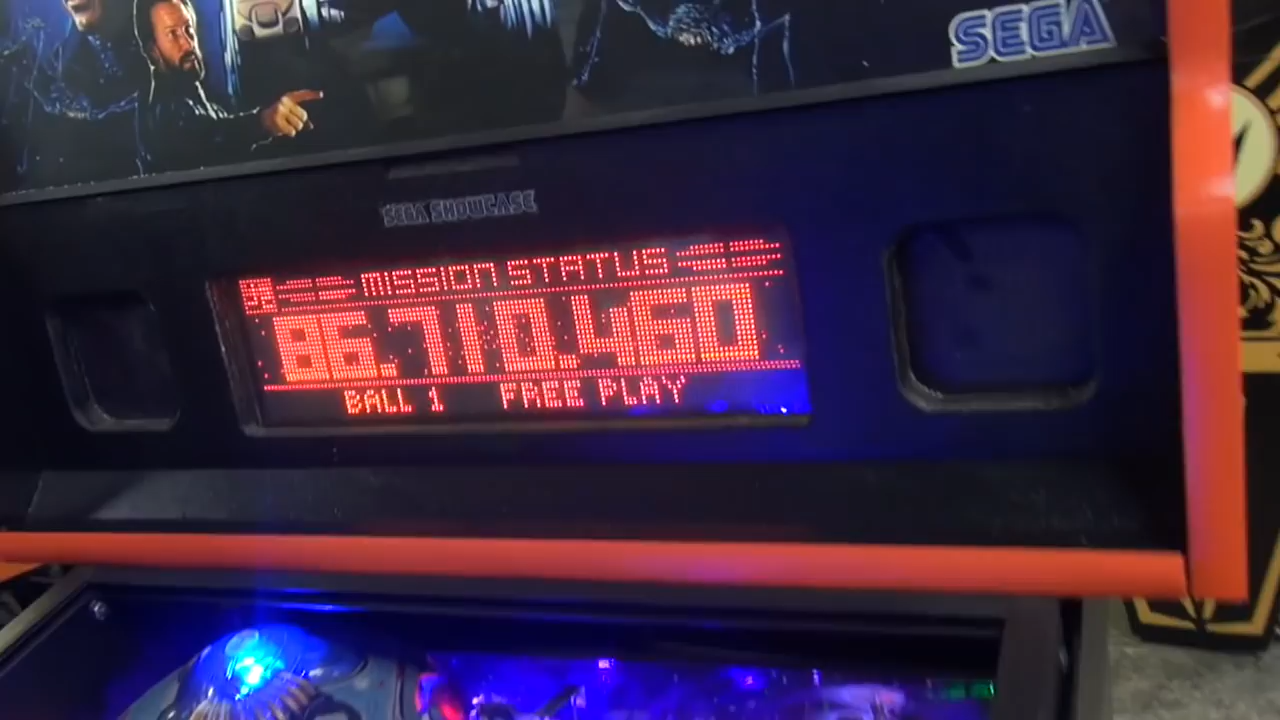 SEGA
SEGA SHOWCASE
MISSION STATUS
86.710.460
BALL 1 FREE PLAY